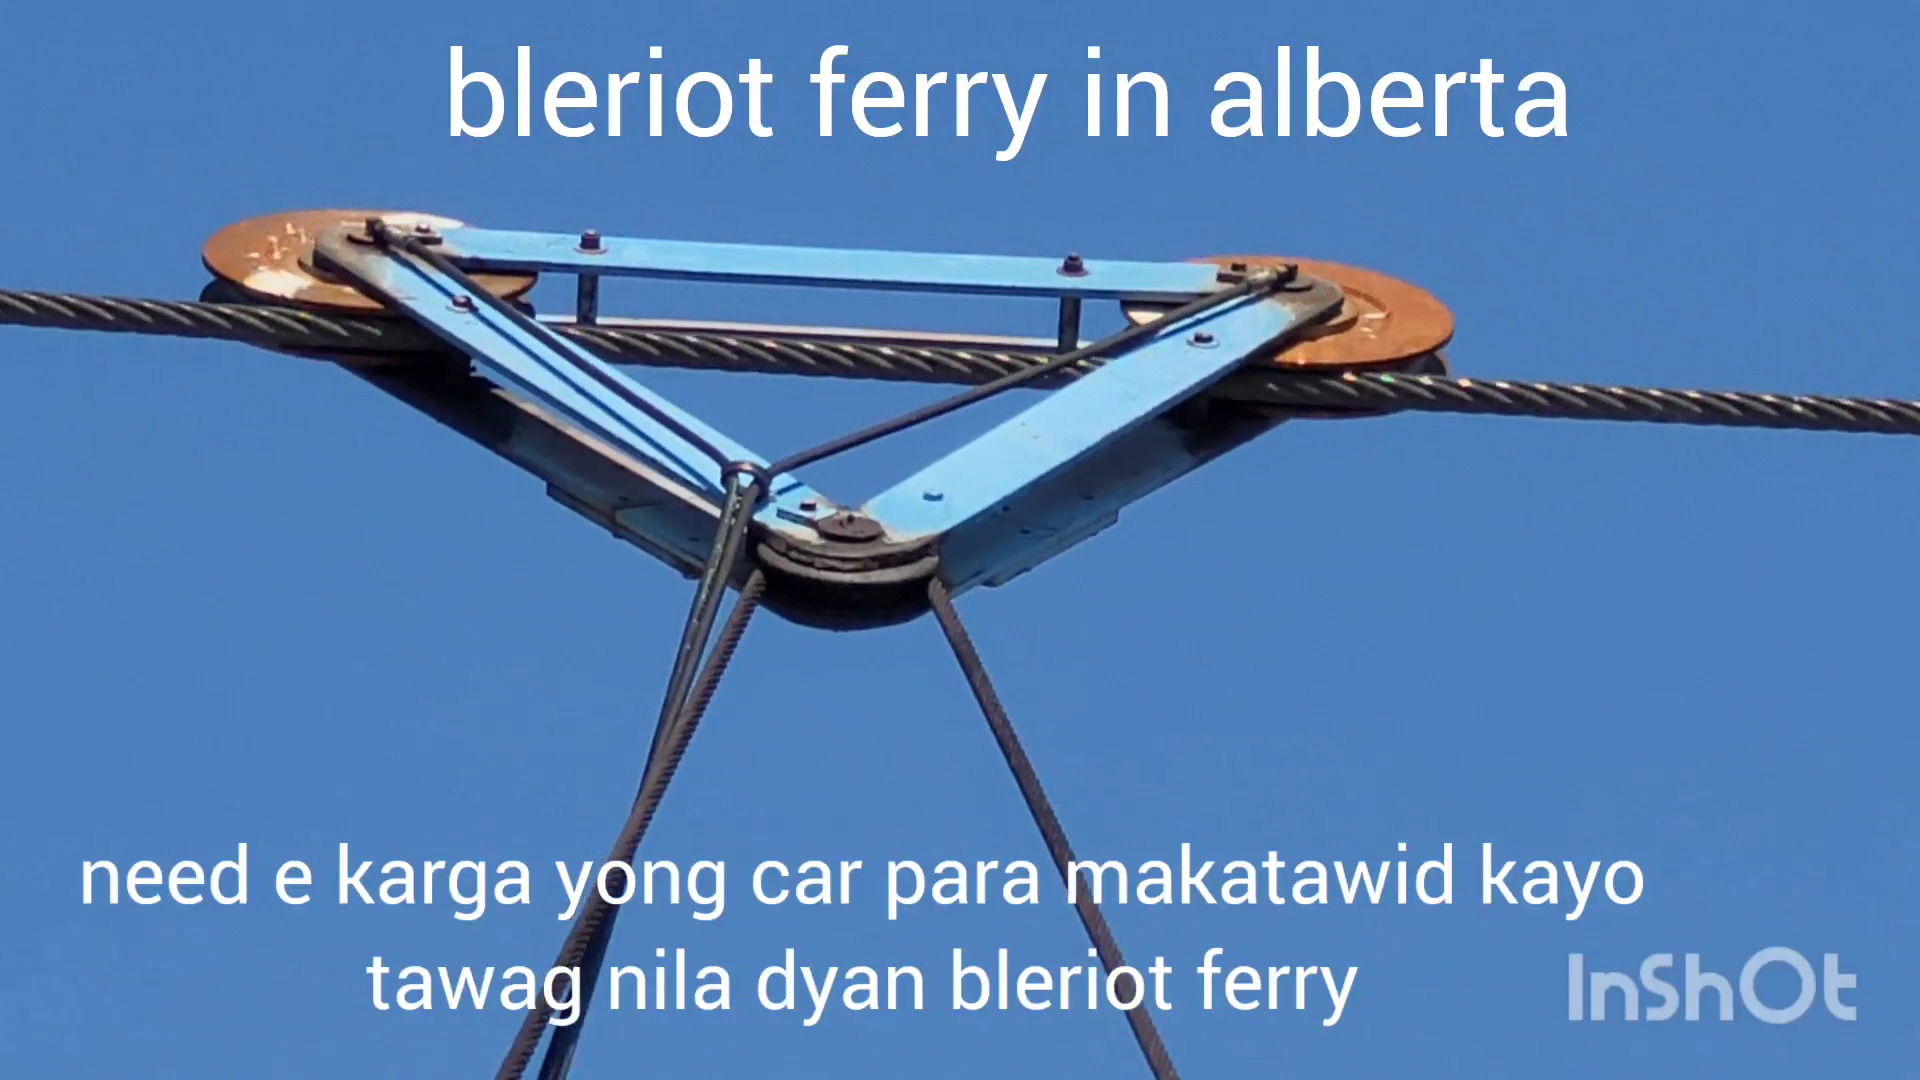 bleriot ferry in alberta
need e karga yong car para makatawid kayo
tawag nila dyan bleriot ferry
InShOt